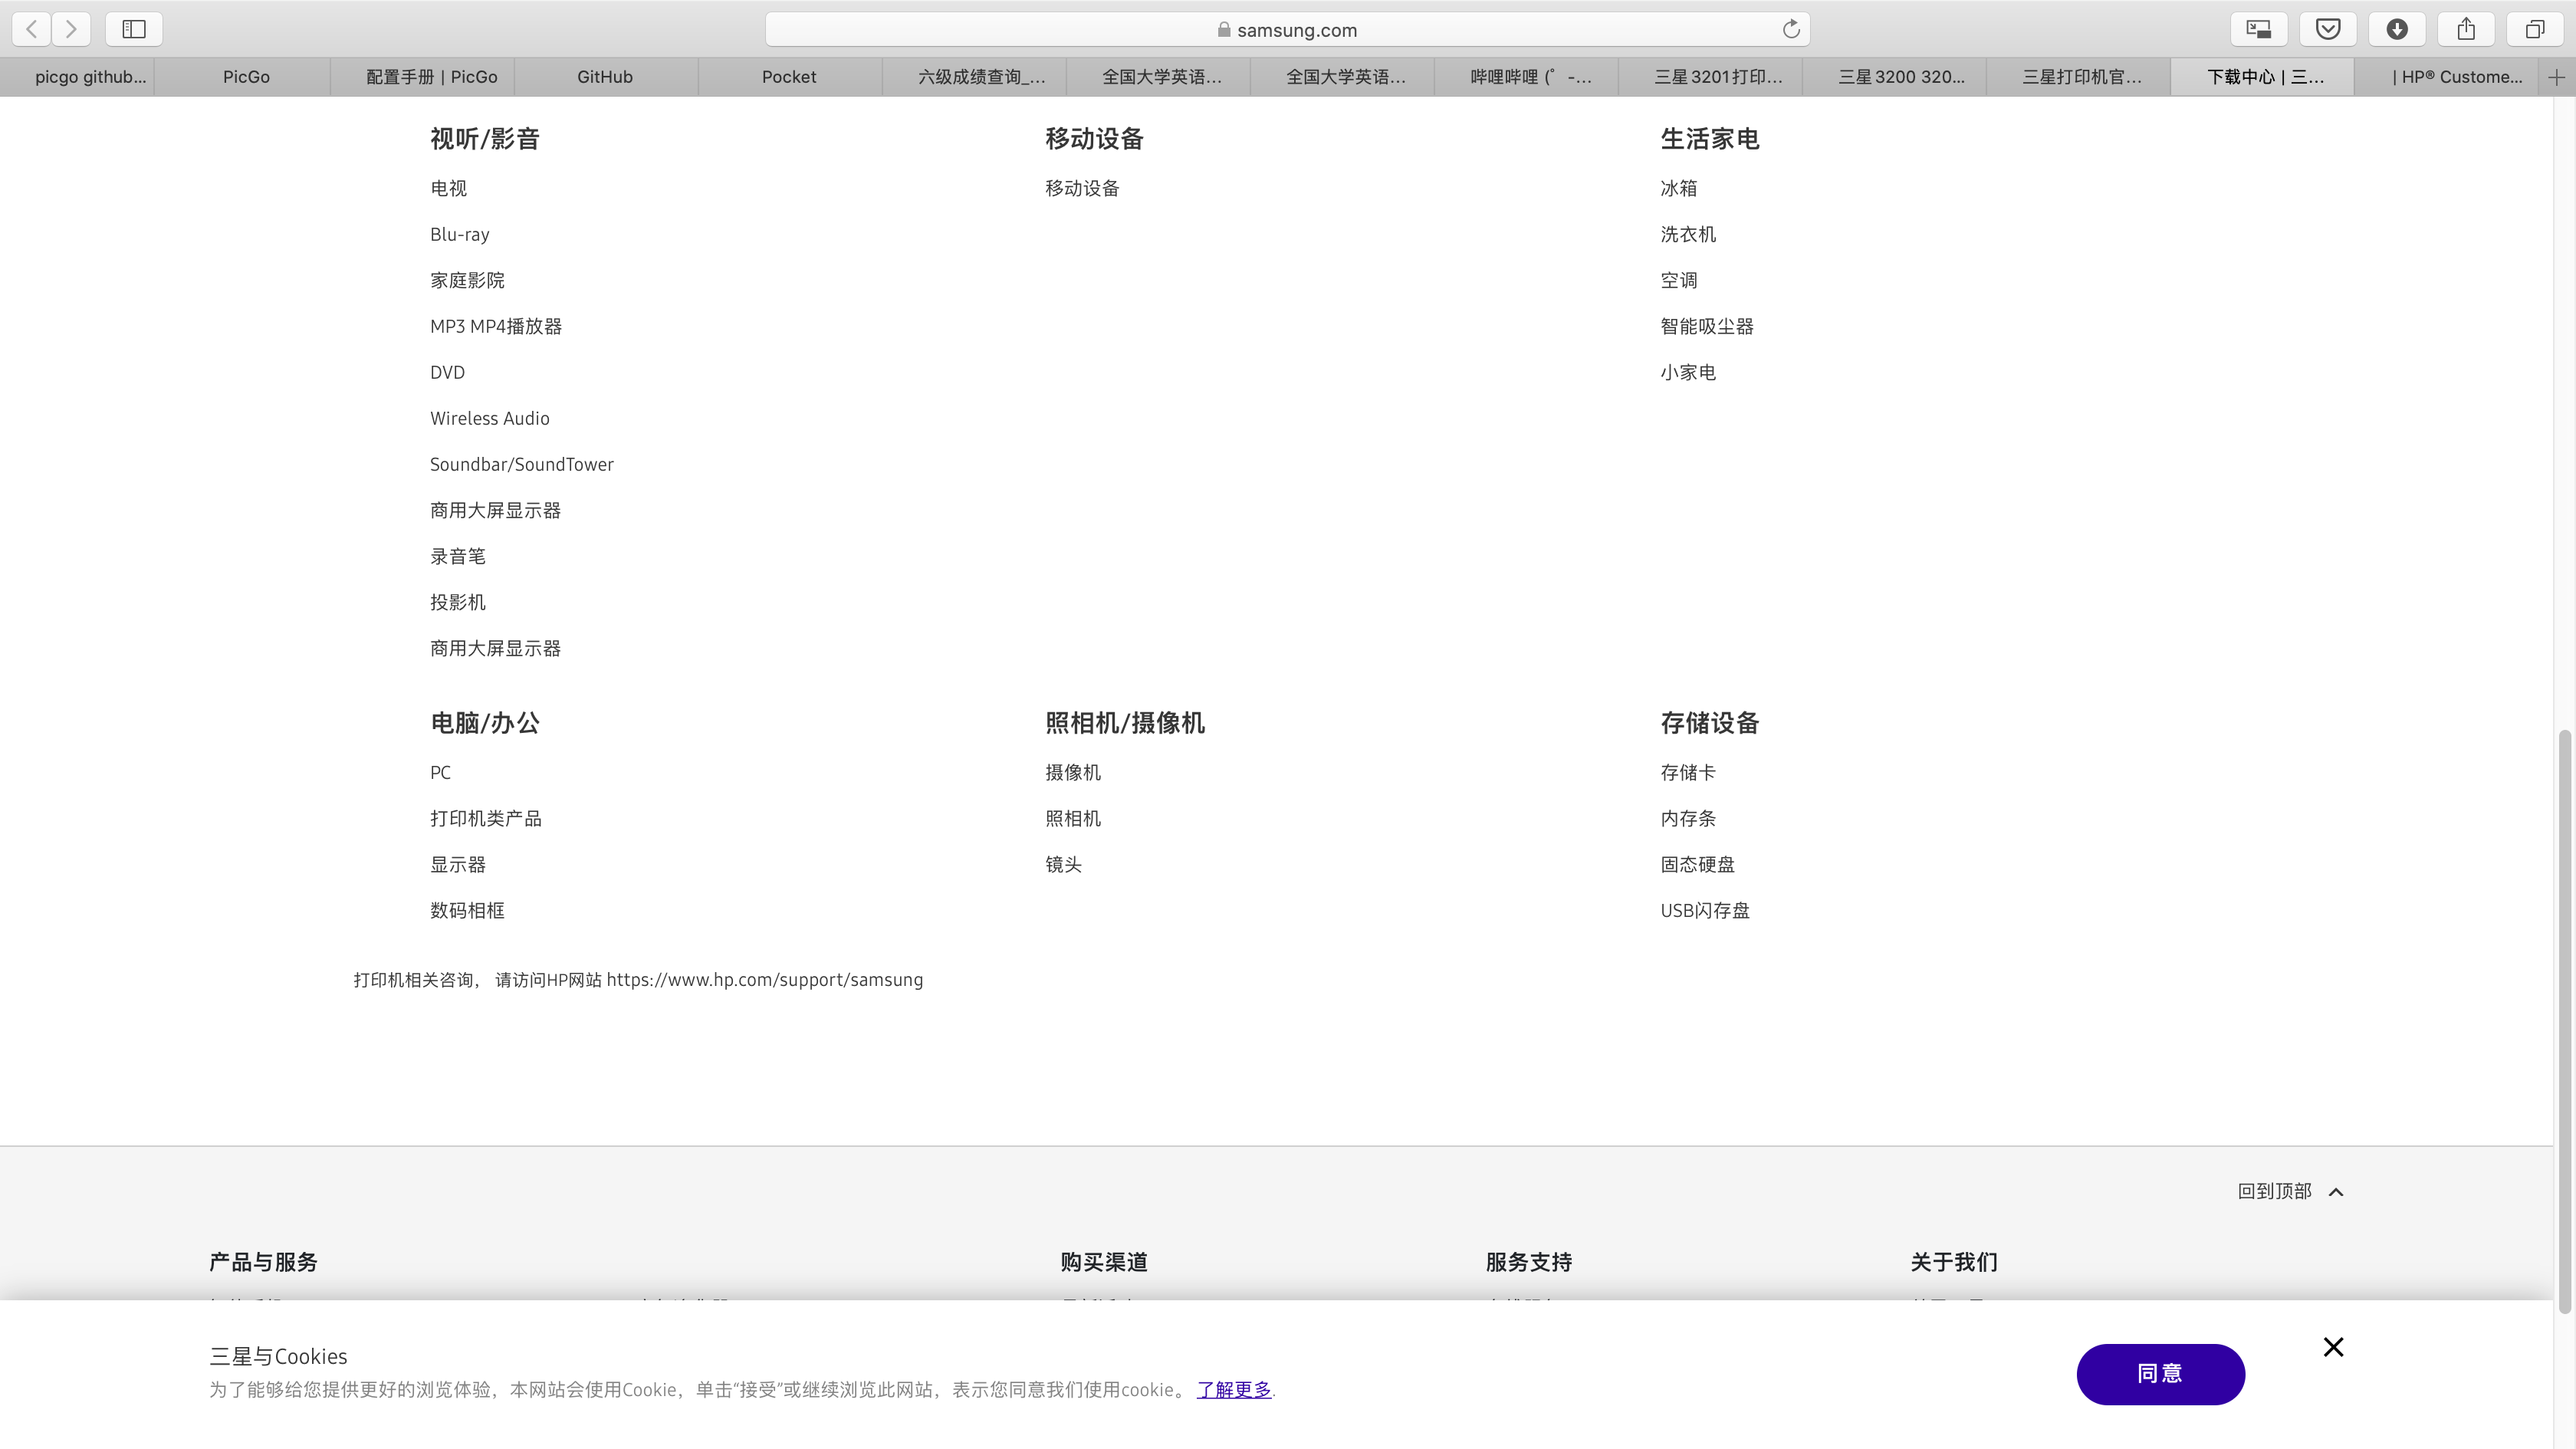 samsung.com
picgo github...
PicGo
配置手册 | PicGo
GitHub
Pocket
六级成绩查询_...
全国大学英语...
全国大学英语...
哔哩哔哩 (゜-...
三星3201打印...
三星3200 320...
三星打印机官...
下载中心 | 三...
| HP® Custome...
视听/影音
电视
Blu-ray
家庭影院
MP3 MP4播放器
DVD
Wireless Audio
Soundbar/SoundTower
商用大屏显示器
录音笔
投影机
商用大屏显示器
移动设备
移动设备
生活家电
冰箱
洗衣机
空调
智能吸尘器
小家电
电脑/办公
PC
打印机类产品
显示器
数码相框
照相机/摄像机
摄像机
照相机
镜头
存储设备
存储卡
内存条
固态硬盘
USB闪存盘
打印机相关咨询， 请访问HP网站 https://www.hp.com/support/samsung
回到顶部
产品与服务
购买渠道
服务支持
关于我们
三星与Cookies
为了能够给您提供更好的浏览体验，本网站会使用Cookie，单击“接受”或继续浏览此网站，表示您同意我们使用cookie。 了解更多.
同意